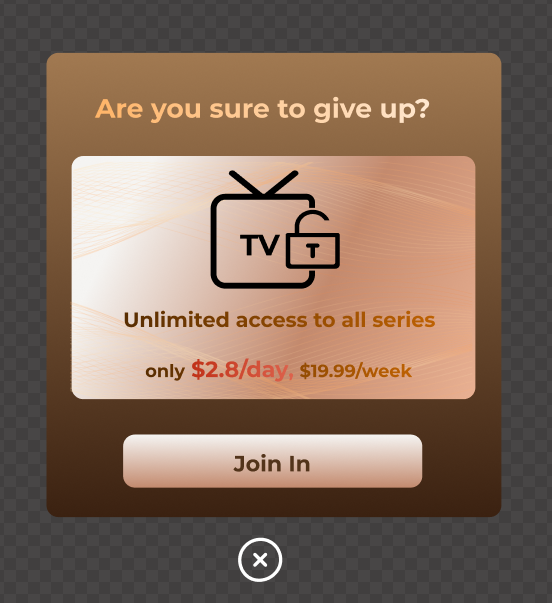 Are you sure to give up?
TV
T
Unlimited access to all series
only $2.8/day, $19.99/week
Join In